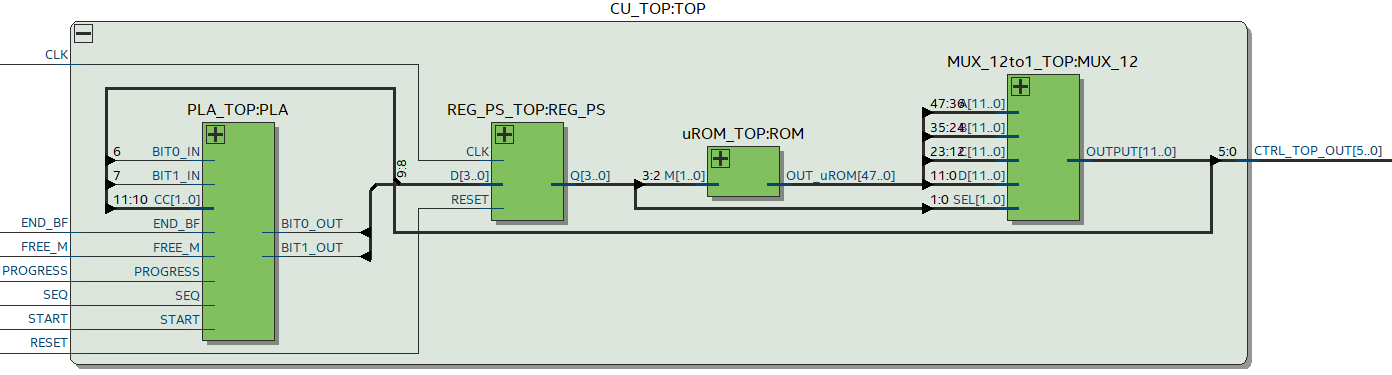 CU_TOP:TOP
CLK
MUX_12to1_TOP:MUX_12
PLA_TOP:PLA
REG_PS_TOP:REG_PS
47:36 A[11..0]
uROM_TOP:ROM
35:24 B[11..0]
6 BIT0_IN
9:8
CLK
23:12 C[11..0]
OUTPUT[11..0]
5:0
CTRL_TOP_OUT[5..0]
7 BIT1_IN
D[3..0]
Q[3..0]
3:2 M[1..0]
OUT_uROM[47..0]
11:0 D[11..0]
11:10 CC[1..0]
RESET
1:0 SEL[1..0]
END_BF
END_BF
BIT0_OUT
FREE_M
FREE_M
BIT1_OUT
PROGRESS
PROGRESS
SEQ
SEQ
START
START
RESET